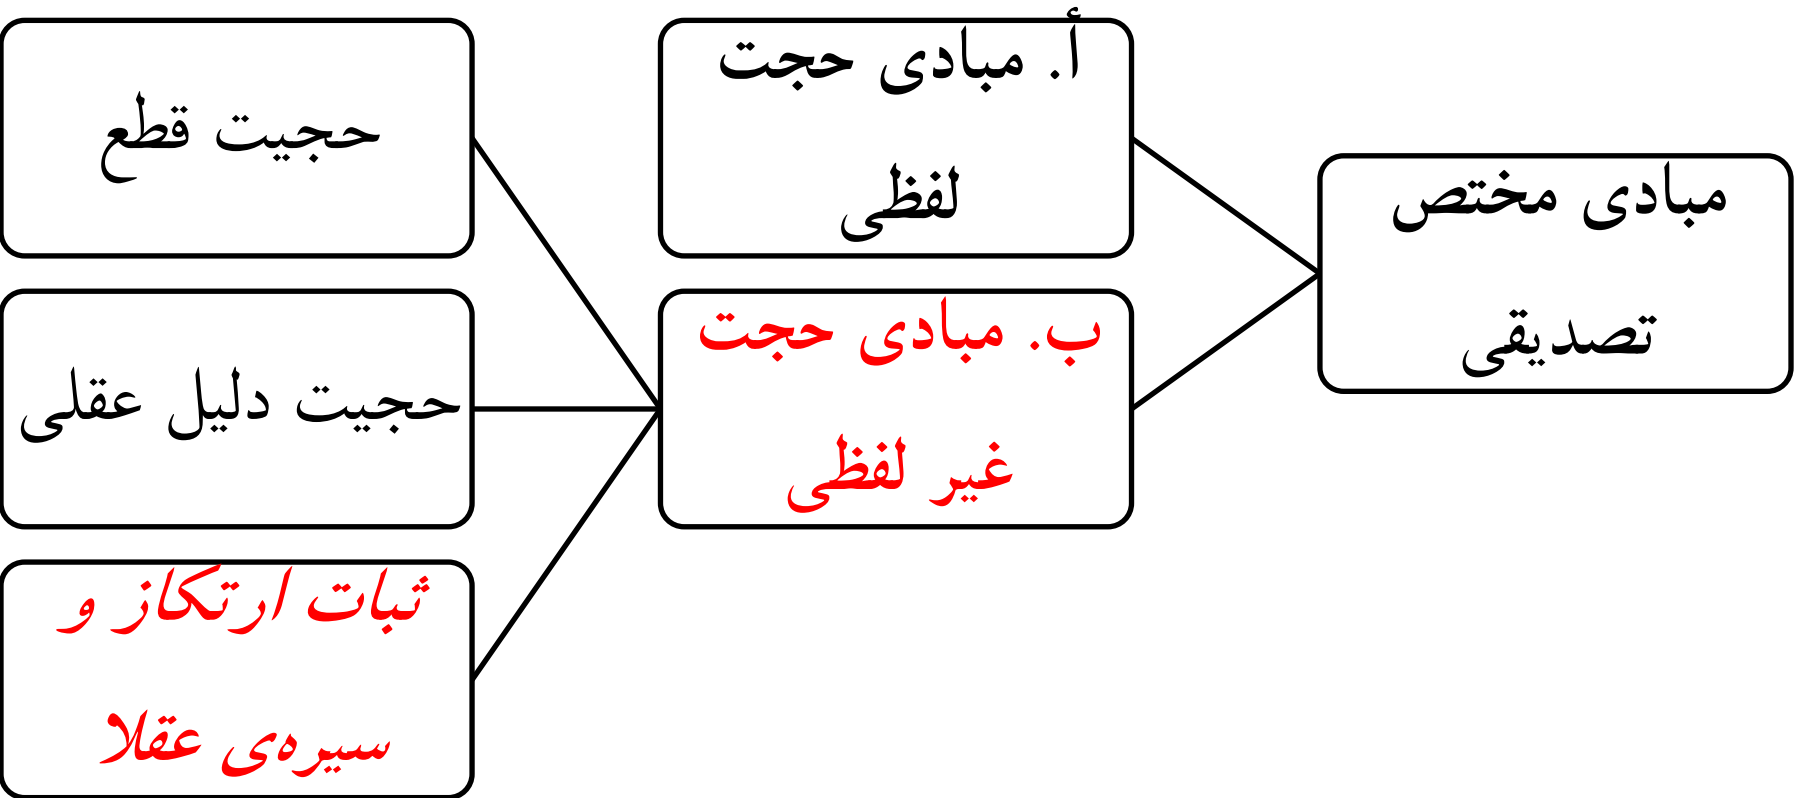 مبادی مختص
تصدیقی
أ. مبادی حجت
لفظی
ب. مبادی حجت
غیر لفظی
حجیت قطع
حجیت دلیل عقلی
ثبات ارتکاز و
سیره‌ی عقلا